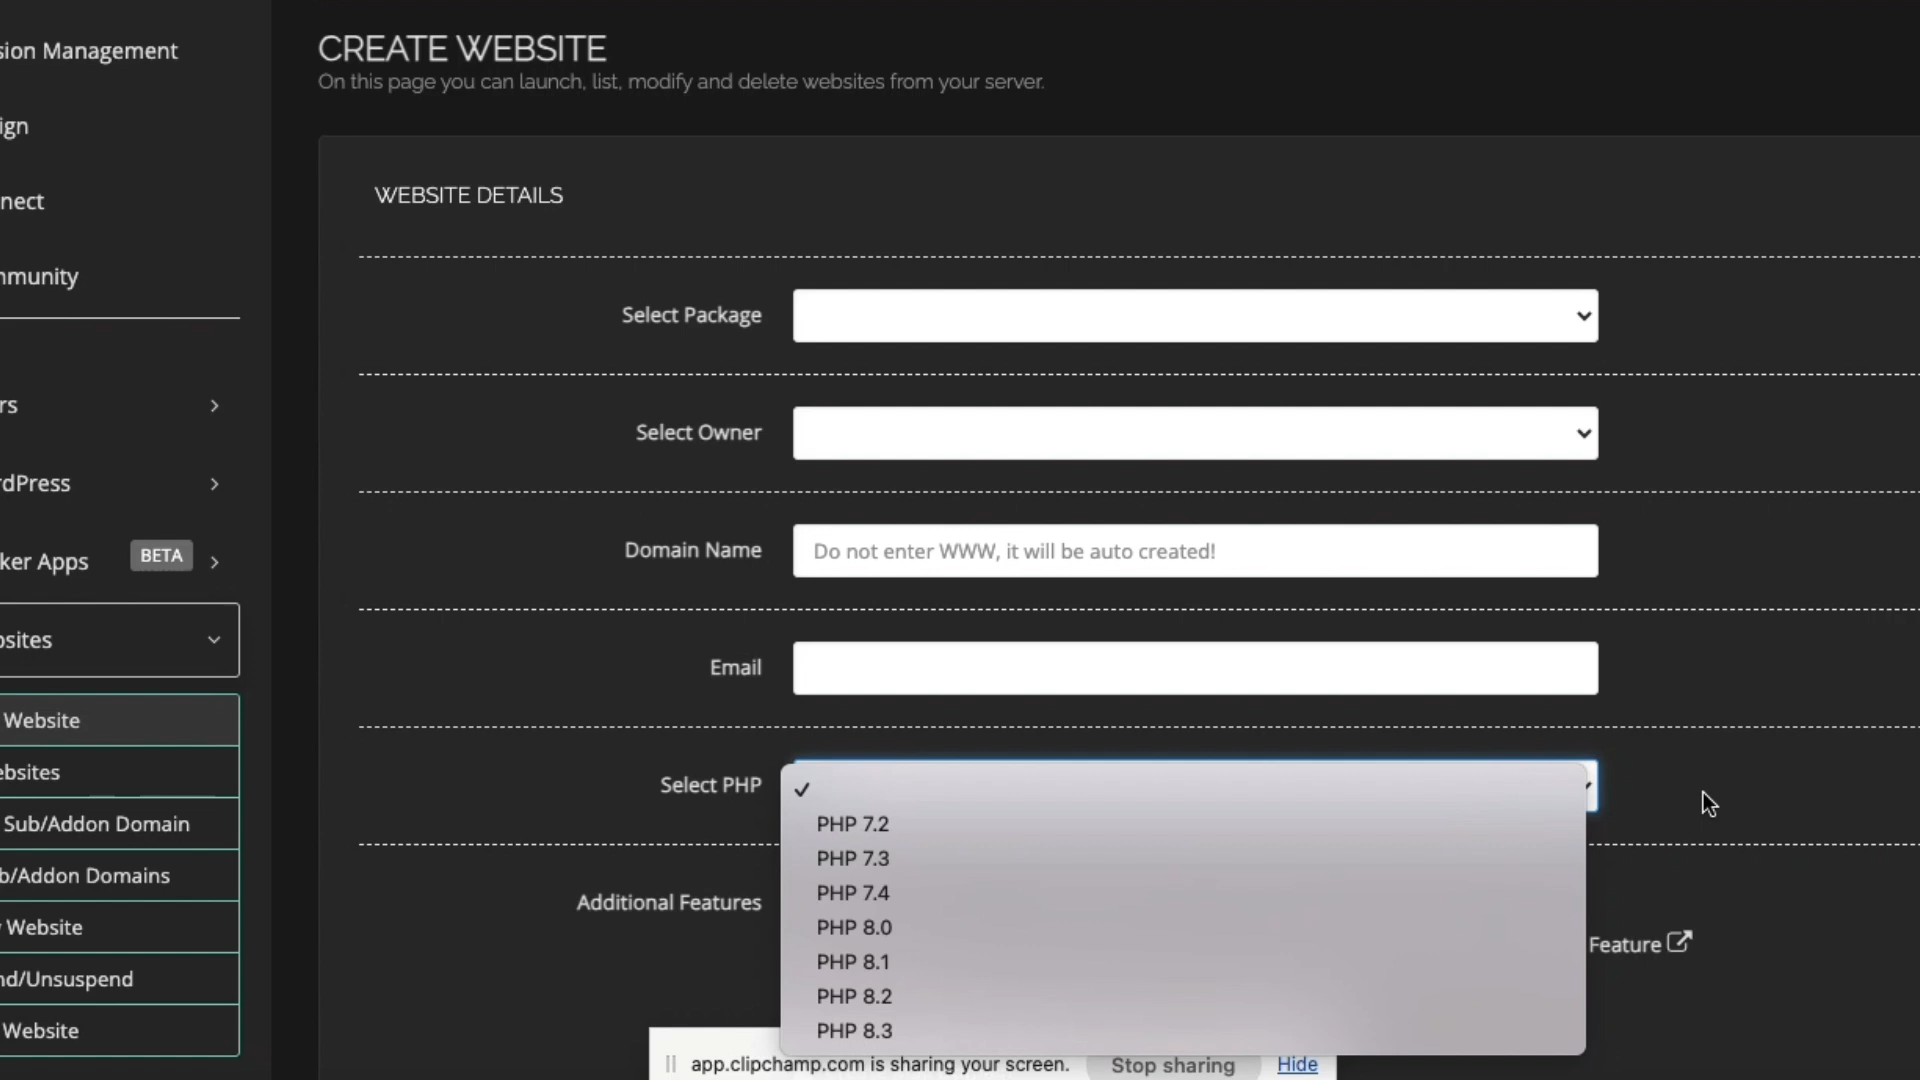 sion Management
ign
nnect
mmunity
rs
rdPress
ker Apps BETA
bsites
Website
ebsites
Sub/Addon Domain
b/Addon Domains
Website
nd/Unsuspend
Website
CREATE WEBSITE
On this page you can launch, list, modify and delete websites from your server.
WEBSITE DETAILS
Select Package
Select Owner
Domain Name Do not enter WWW, it will be auto created!
Email
Select PHP
PHP 7.2
PHP 7.3
PHP 7.4
PHP 8.0
PHP 8.1
PHP 8.2
PHP 8.3
Additional Features
Feature
app.clipchamp.com is sharing your screen. Stop sharing Hide